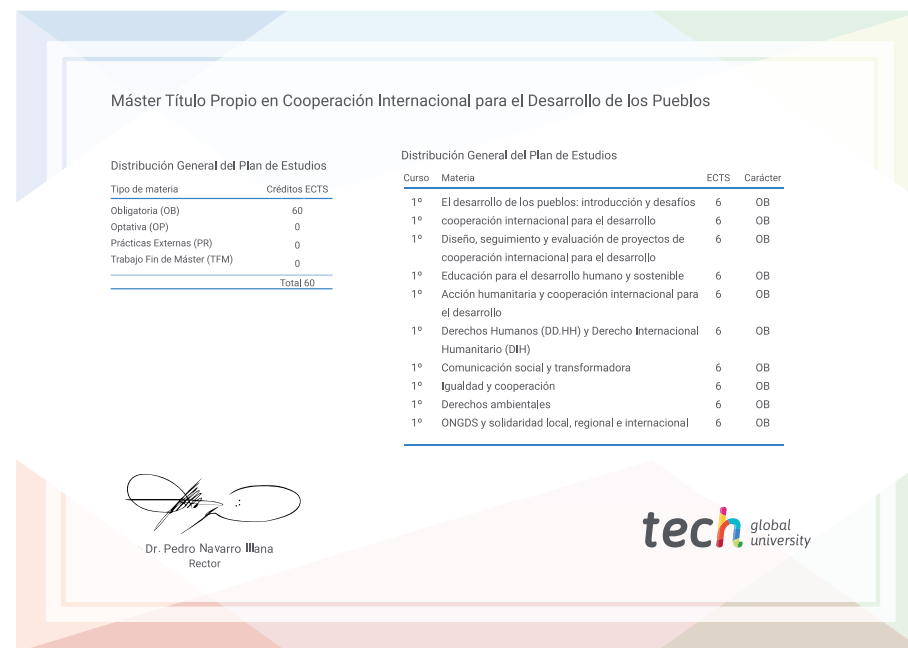 Máster Título Propio en Cooperación Internacional para el Desarrollo de los Pueblos
Distribución General del Plan de Estudios
Tipo de materia Créditos ECTS
Obligatoria (OB) 60
Optativa (OP) 0
Prácticas Externas (PR) 0
Trabajo Fin de Máster (TFM) 0
Total 60
Distribución General del Plan de Estudios
Curso Materia ECTS Carácter
1º El desarrollo de los pueblos: introducción y desafíos 6 OB
1º cooperación internacional para el desarrollo 6 OB
1º Diseño, seguimiento y evaluación de proyectos de 6 OB
cooperación internacional para el desarrollo
1º Educación para el desarrollo humano y sostenible 6 OB
1º Acción humanitaria y cooperación internacional para 6 OB
el desarrollo
1º Derechos Humanos (DD.HH) y Derecho Internacional 6 OB
Humanitario (DIH)
1º Comunicación social y transformadora 6 OB
1º Igualdad y cooperación 6 OB
1º Derechos ambientales 6 OB
1º ONGDS y solidaridad local, regional e internacional 6 OB
Dr. Pedro Navarro Illana
Rector
tech global
university